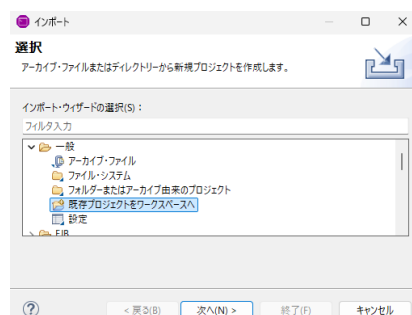 インポート
選択
アーカイブ・ファイルまたはディレクトリーから新規プロジェクトを作成します。
インポート・ウィザードの選択(S)：
フィルタ入力
一般
アーカイブ・ファイル
ファイル・システム
フォルダーまたはアーカイブ由来のプロジェクト
既存プロジェクトをワークスペースへ
設定
EJB
< 戻る(B) 次へ(N) > 終了(F) キャンセル